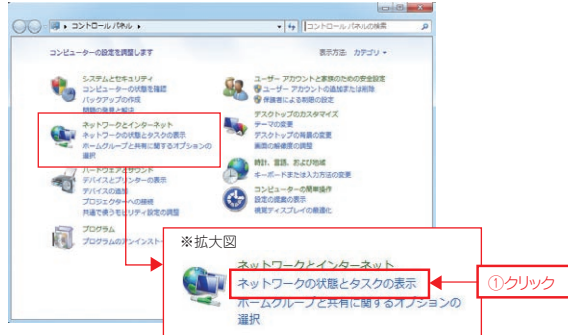 コントロール パネル
コントロール パネルの検索
コンピューターの設定を調整します
表示方法: カテゴリ
システムとセキュリティ
コンピューターの状態を確認
バックアップの作成
問題の発見と解決
ネットワークとインターネット
ネットワークの状態とタスクの表示
ホームグループと共有に関するオプションの
選択
ハードウェアとサウンド
デバイスとプリンターの表示
デバイスの追加
プロジェクターへの接続
共通で使うモビリティ設定の調整
プログラム
プログラムのアンインストー
ユーザー アカウントと家族のための安全設定
ユーザー アカウントの追加または削除
保護者による制限の設定
デスクトップのカスタマイズ
テーマの変更
デスクトップの背景の変更
画面の解像度の調整
時計、言語、および地域
キーボードまたは入力方法の変更
コンピューターの簡単操作
設定の提案の表示
視覚ディスプレイの最適化
※拡大図
ネットワークとインターネット
ネットワークの状態とタスクの表示
ホームグループと共有に関するオプションの
選択
①クリック